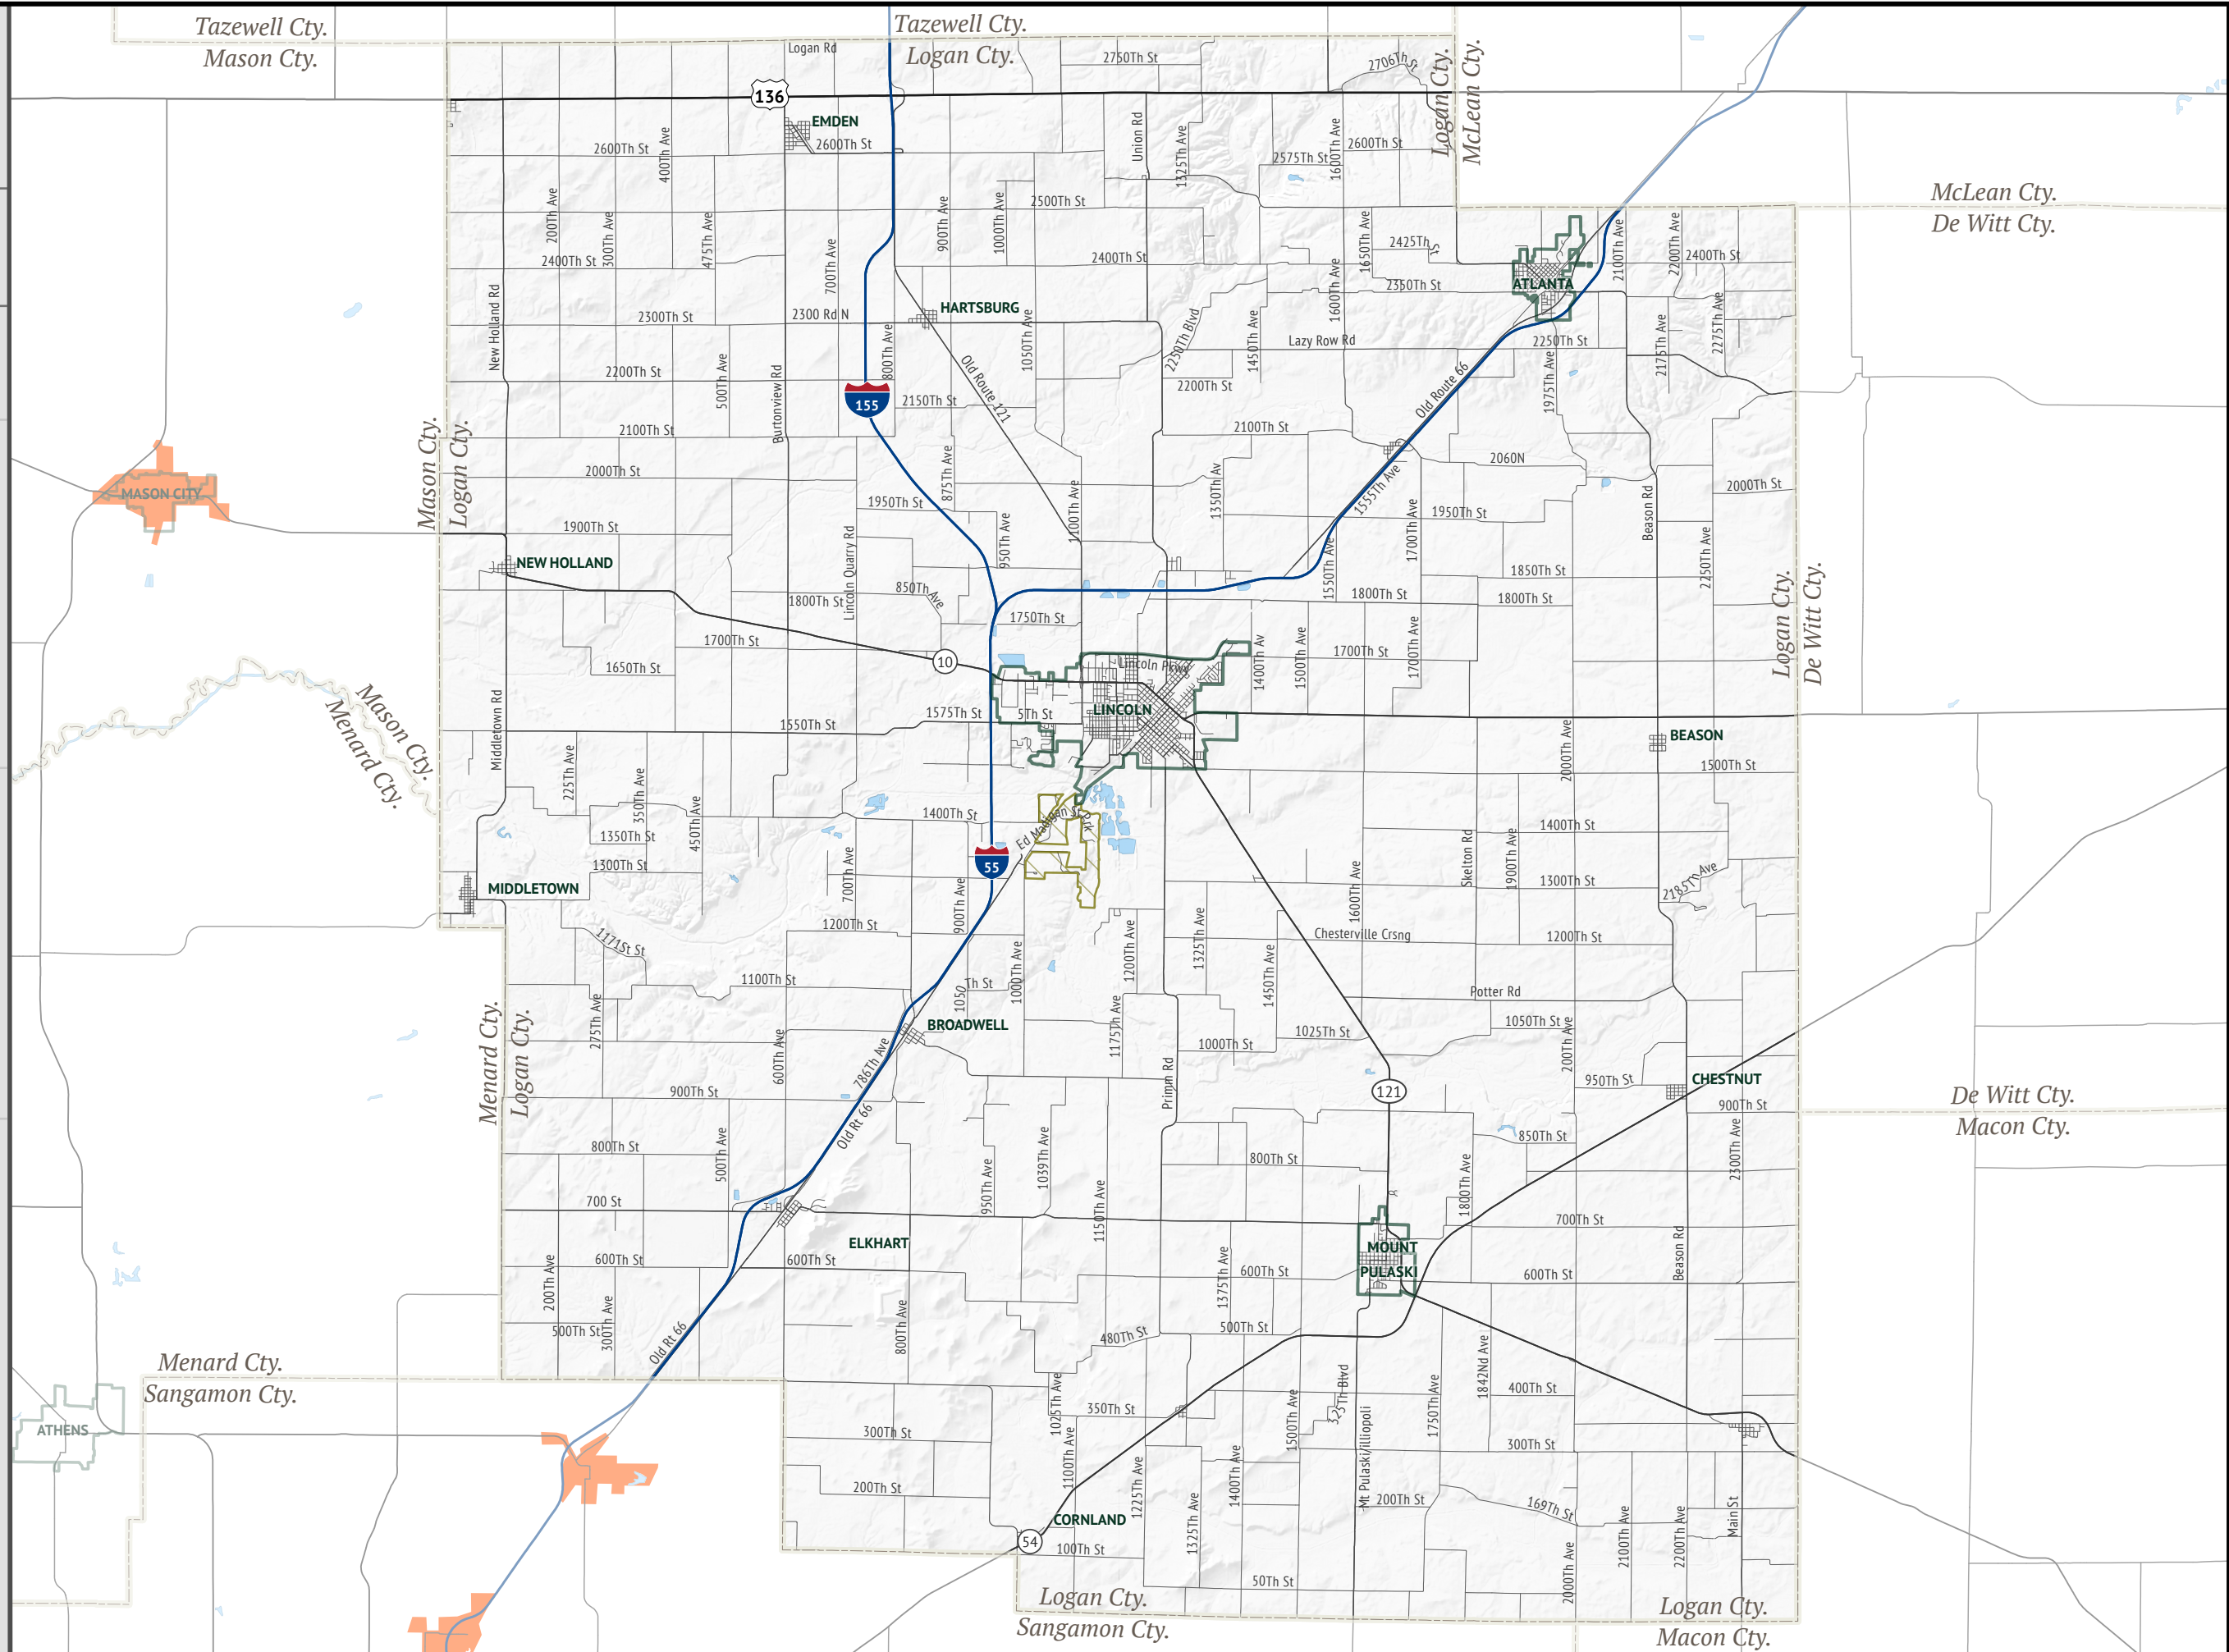 Tazewell Cty.
Mason Cty.
Tazewell Cty.
Logan Cty.
Logan Rd
2750Th St
2706Th St
Logan Cty.
McLean Cty.
136
EMDEN
2600Th St
2600Th St
400Th Ave
Union Rd
1325Th Ave
1600Th Ave
2600Th St
2575Th St
McLean Cty.
De Witt Cty.
200Th Ave
300Th Ave
475Th Ave
700Th Ave
900Th Ave
1000Th Ave
2500Th St
2400Th St
2400Th St
1650Th Ave
2425Th St
2350Th St
1600Th Ave
ATLANTA
2100Th Ave
2200Th Ave
2400Th St
New Holland Rd
2300Th St
2300 Rd N
HARTSBURG
800Th Ave
1050Th Ave
2250Th Blvd
1450Th Ave
Lazy Row Rd
2250Th St
2175Th Ave
2275Th Ave
2200Th St
500Th Ave
Burtonview Rd
155
2150Th St
Old Route 121
2200Th St
Old Route 66
1975Th Ave
Mason Cty.
Logan Cty.
2100Th St
2100Th St
2060N
MASON CITY
2000Th St
875Th Ave
1950Th St
1100Th Ave
1350Th Av
1555Th Ave
1950Th St
1700Th Ave
2000Th St
Beason Rd
1900Th St
950Th Ave
NEW HOLLAND
Lincoln Quarry Rd
850Th Ave
1800Th St
1550Th Ave
1850Th St
2250Th Ave
1800Th St
1800Th St
1750Th St
Logan Cty.
De Witt Cty.
1700Th St
10
Lincoln Pkwy
1400Th Av
1500Th Ave
1700Th St
1700Th Ave
1650Th St
Mason Cty.
Menard Cty.
Middletown Rd
1550Th St
1575Th St
5Th St
LINCOLN
2000Th Ave
BEASON
1500Th St
225Th Ave
350Th Ave
450Th Ave
1350Th St
1300Th St
1400Th St
Ed Madigan St Park
55
1400Th St
Skelton Rd
1900Th Ave
1300Th St
2185Th Ave
MIDDLETOWN
700Th Ave
900Th Ave
1600Th Ave
1171St St
1200Th St
1200Th Ave
1325Th Ave
Chesterville Crsng
1200Th St
1100Th St
1050 Th St
1000Th Ave
1450Th Ave
Potter Rd
Menard Cty.
Logan Cty.
275Th Ave
600Th Ave
BROADWELL
786Th Ave
1175Th Ave
1000Th St
1025Th St
1050Th St
200Th Ave
900Th St
Old Rt 66
Primm Rd
121
950Th St
CHESTNUT
900Th St
De Witt Cty.
Macon Cty.
800Th St
500Th Ave
950Th Ave
1039Th Ave
1150Th Ave
800Th St
1800Th Ave
850Th St
2300Th Ave
700 St
700Th St
ELKHART
MOUNT
PULASKI
600Th St
600Th St
600Th St
600Th St
Beason Rd
200Th Ave
300Th Ave
500Th St
Old Rt 66
800Th Ave
1375Th Ave
480Th St
500Th St
1842Nd Ave
Menard Cty.
Sangamon Cty.
ATHENS
1025Th Ave
350Th St
1500Th Ave
325Th Blvd
1750Th Ave
400Th St
300Th St
1100Th Ave
Mt Pulaski/illiopoli
300Th St
200Th St
1225Th Ave
1400Th Ave
200Th St
169Th St
CORNLAND
54
100Th St
1325Th Ave
2000Th Ave
2100Th Ave
2200Th Ave
Main St
50Th St
Logan Cty.
Sangamon Cty.
Logan Cty.
Macon Cty.